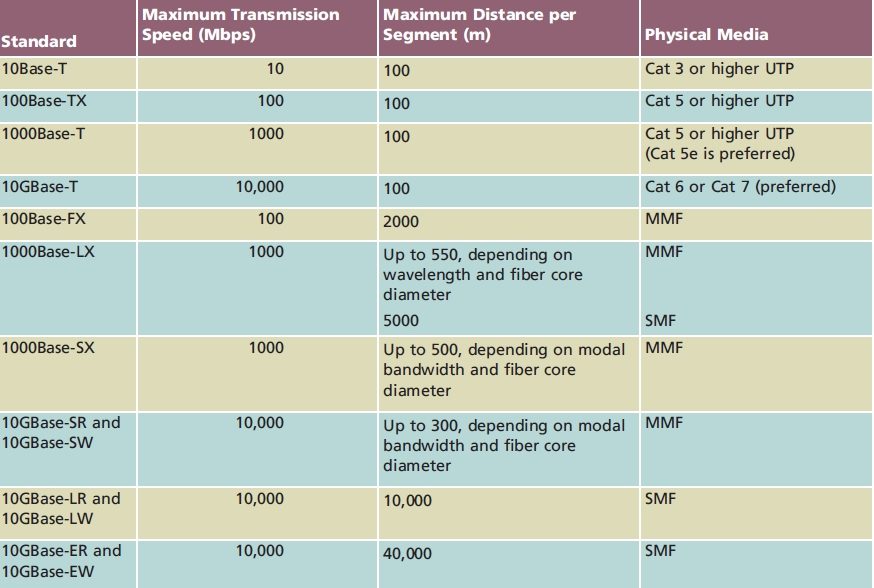 Standard
Maximum Transmission
Speed (Mbps)
Maximum Distance per
Segment (m)
Physical Media
10Base-T
10
100
Cat 3 or higher UTP
100Base-TX
100
100
Cat 5 or higher UTP
1000Base-T
1000
100
Cat 5 or higher UTP
(Cat 5e is preferred)
10GBase-T
10,000
100
Cat 6 or Cat 7 (preferred)
100Base-FX
100
2000
MMF
1000Base-LX
1000
Up to 550, depending on
wavelength and fiber core
diameter
MMF
5000
SMF
1000Base-SX
1000
Up to 500, depending on modal
bandwidth and fiber core
diameter
MMF
10GBase-SR and
10GBase-SW
10,000
Up to 300, depending on modal
bandwidth and fiber core
diameter
MMF
10GBase-LR and
10GBase-LW
10,000
10,000
SMF
10GBase-ER and
10GBase-EW
10,000
40,000
SMF